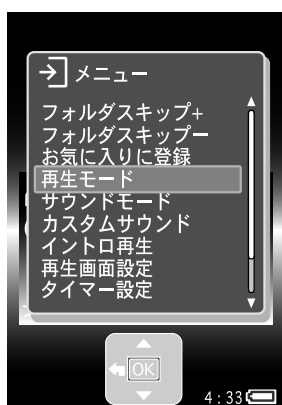 メニュー
フォルダスキップ+
フォルダスキップー
お気に入りに登録
再生モード
サウンドモード
カスタムサウンド
イントロ再生
再生画面設定
タイマー設定
OK
4:33